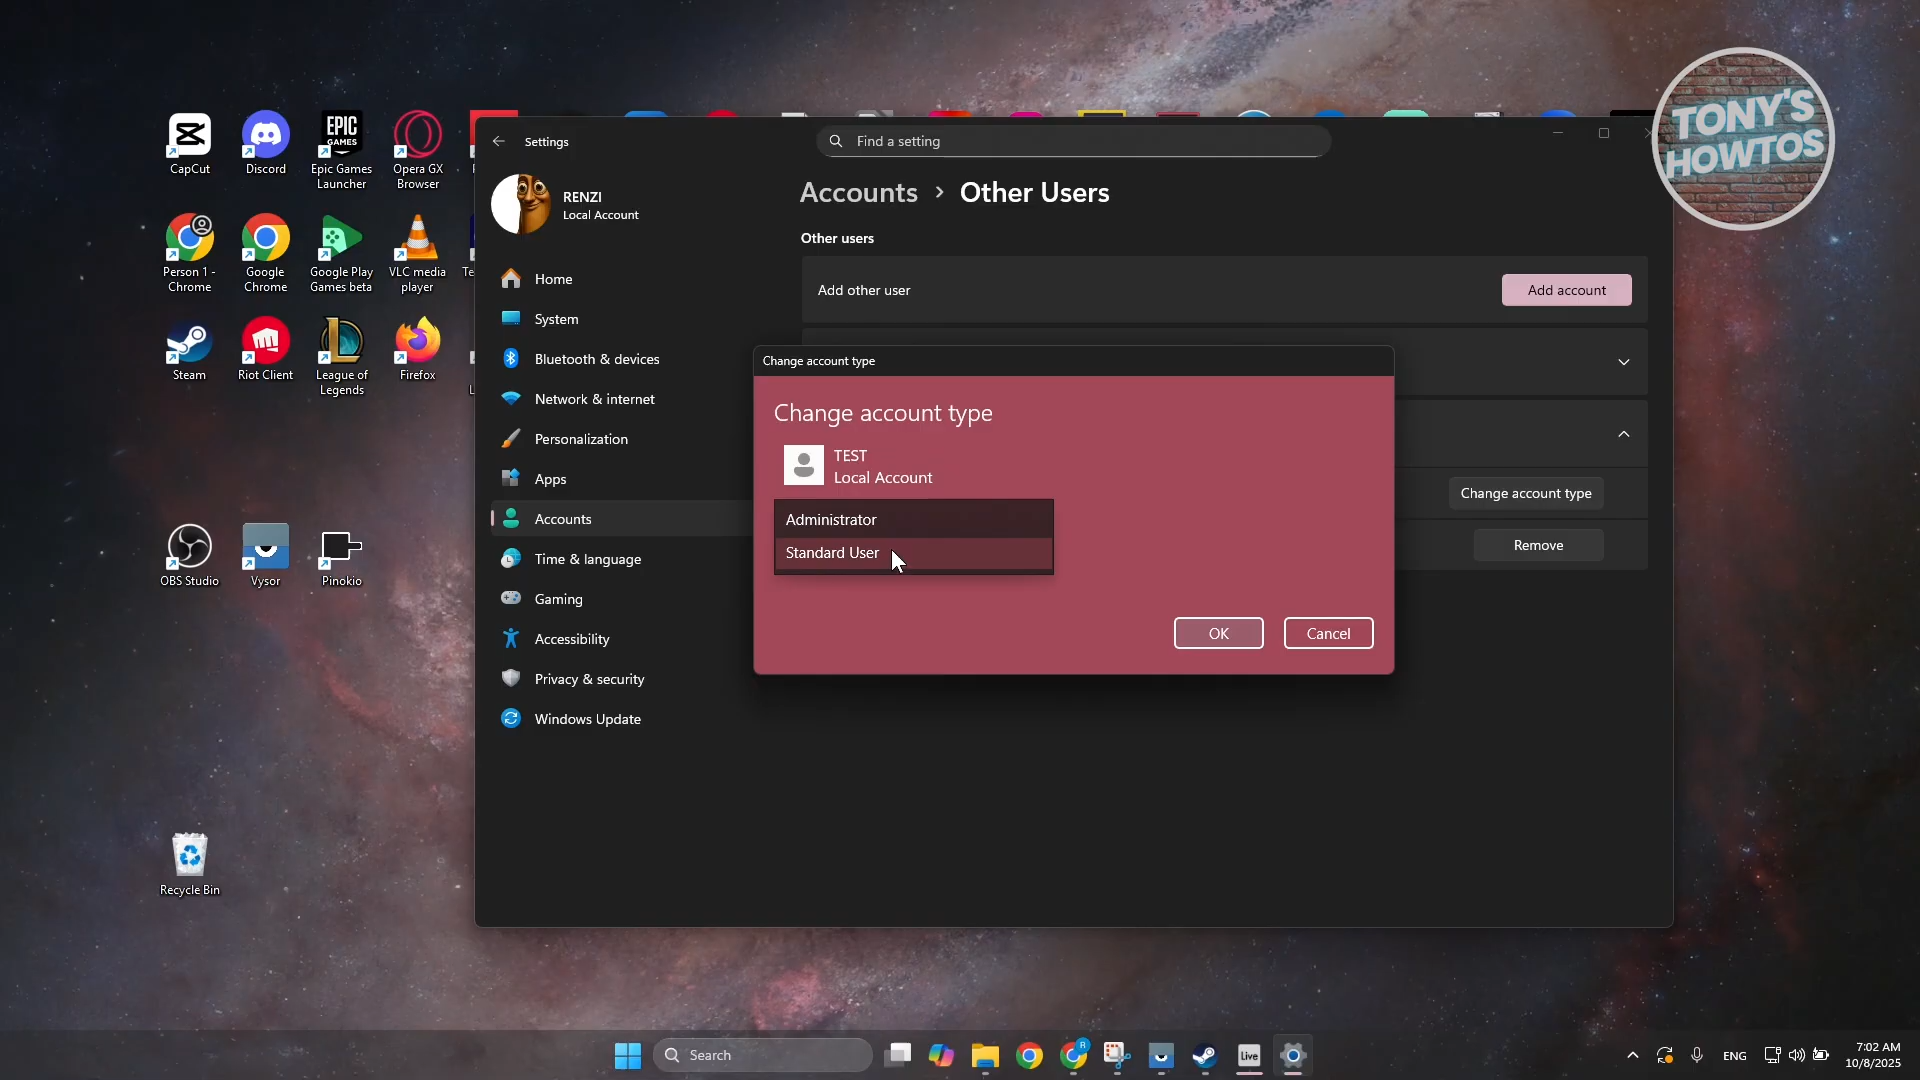 TONY'S
HOWTOS
CapCut
Discord
Epic Games
Launcher
Opera GX
Browser
EPIC
GAMES
Person 1 -
Chrome
Google
Chrome
Google Play
Games beta
VLC media
player
Steam
Riot Client
League of
Legends
Firefox
OBS Studio
Vysor
Pinokio
Recycle Bin
Settings
Find a setting
RENZI
Local Account
Home
System
Bluetooth & devices
Network & internet
Personalization
Apps
Accounts
Time & language
Gaming
Accessibility
Privacy & security
Windows Update
Accounts › Other Users
Other users
Add other user
Add account
Change account type
Remove
Change account type
Change account type
TEST
Local Account
Administrator
Standard User
OK
Cancel
Search
Live
R
ENG
7:02 AM
10/8/2025